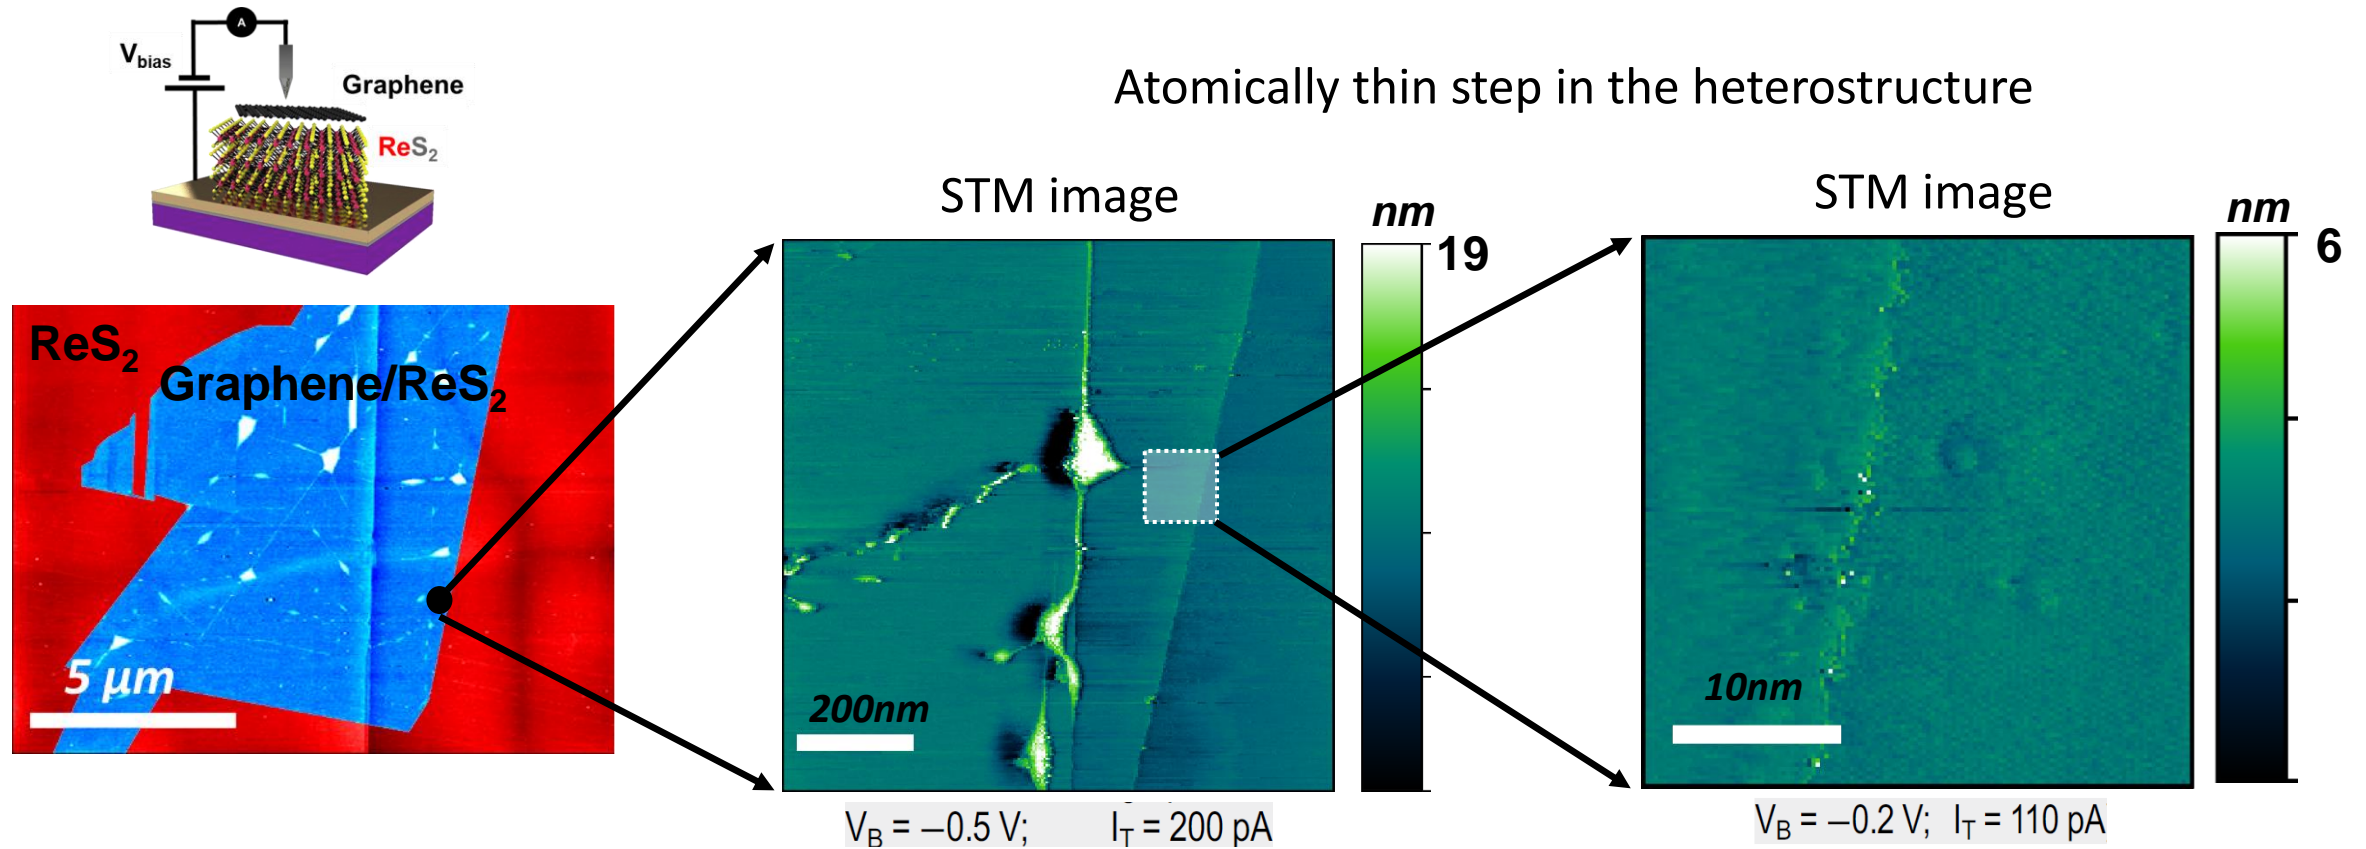 A
V_bias
Graphene
ReS₂
Atomically thin step in the heterostructure
STM image
nm
19
STM image
nm
6
ReS₂
Graphene/ReS₂
5 µm
200nm
10nm
V_B = −0.5 V; I_T = 200 pA
V_B = −0.2 V; I_T = 110 pA